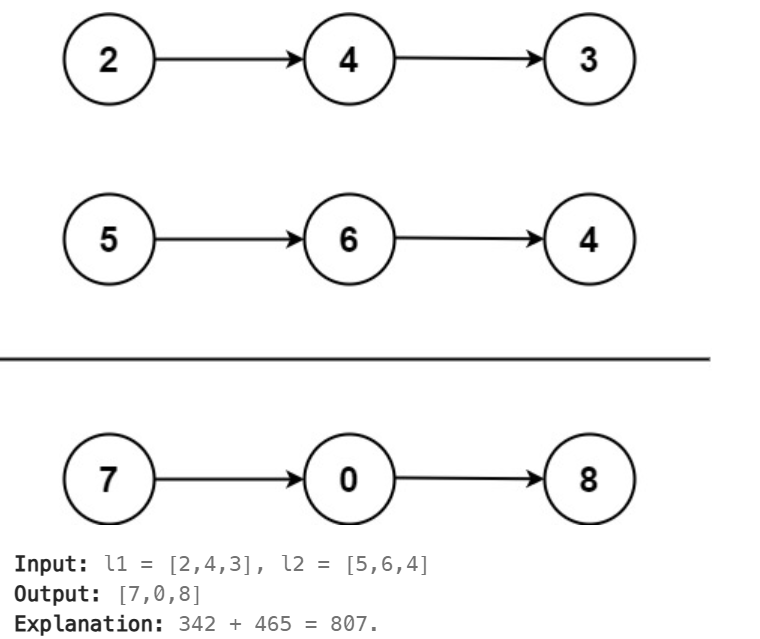 2 4 3
5 6 4
7 0 8
Input: l1 = [2,4,3], l2 = [5,6,4]
Output: [7,0,8]
Explanation: 342 + 465 = 807.